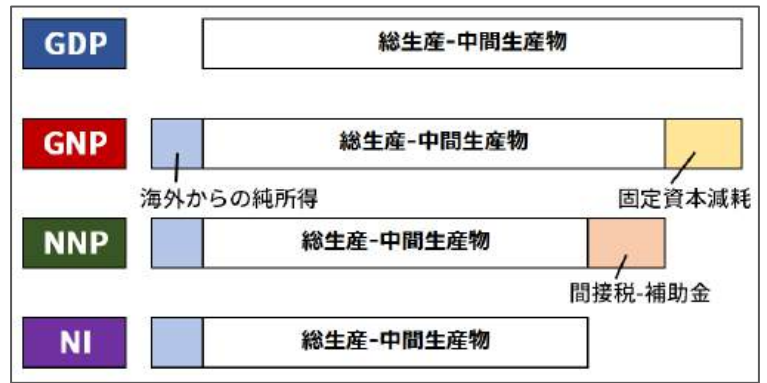 GDP 総生産-中間生産物
GNP 総生産-中間生産物
海外からの純所得 固定資本減耗
NNP 総生産-中間生産物
間接税-補助金
NI 総生産-中間生産物